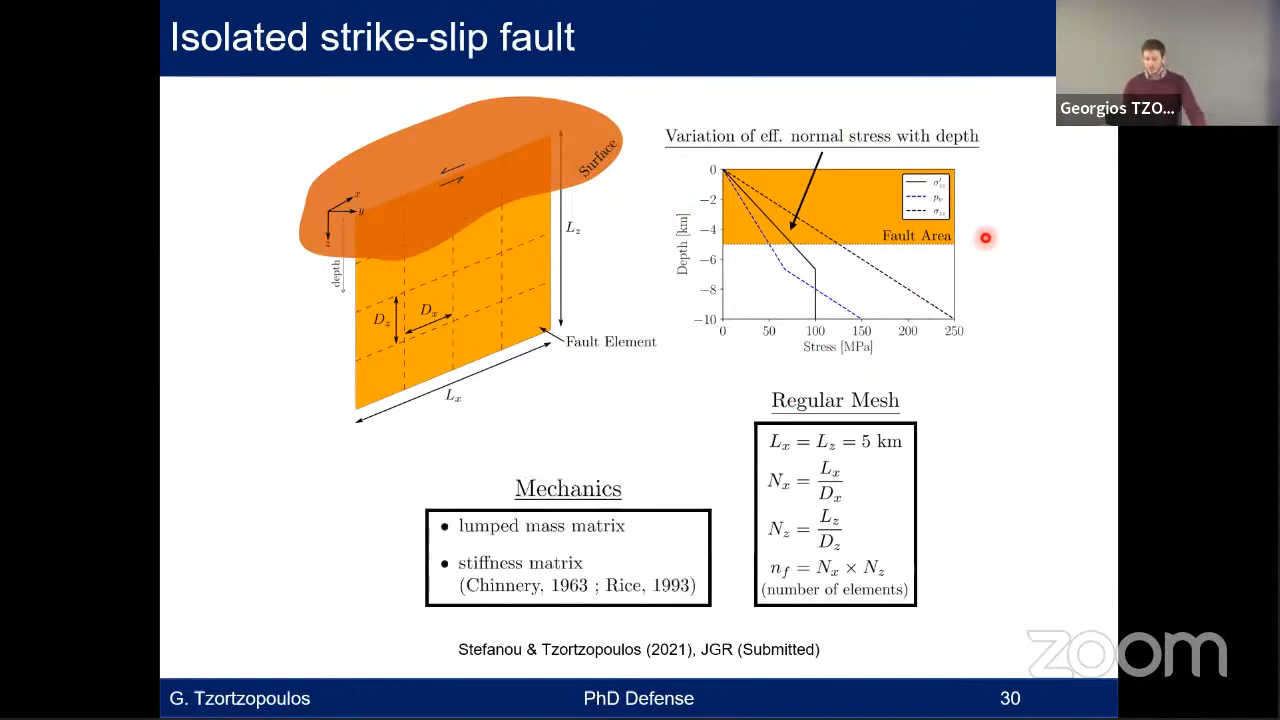 Isolated strike-slip fault
Georgios TZO...
Surface
x
y
z
depth
L_z
D_z
D_x
Fault Element
L_x
Variation of eff. normal stress with depth
0
−2
−4
−6
−8
−10
Depth [km]
σ'_zz
p_w
σ_zz
Fault Area
0 50 100 150 200 250
Stress [MPa]
Mechanics
• lumped mass matrix
• stiffness matrix
(Chinnery, 1963 ; Rice, 1993)
Regular Mesh
L_x = L_z = 5 km
N_x = L_x / D_x
N_z = L_z / D_z
n_f = N_x × N_z
(number of elements)
Stefanou & Tzortzopoulos (2021), JGR (Submitted)
zoom
G. Tzortzopoulos PhD Defense 30